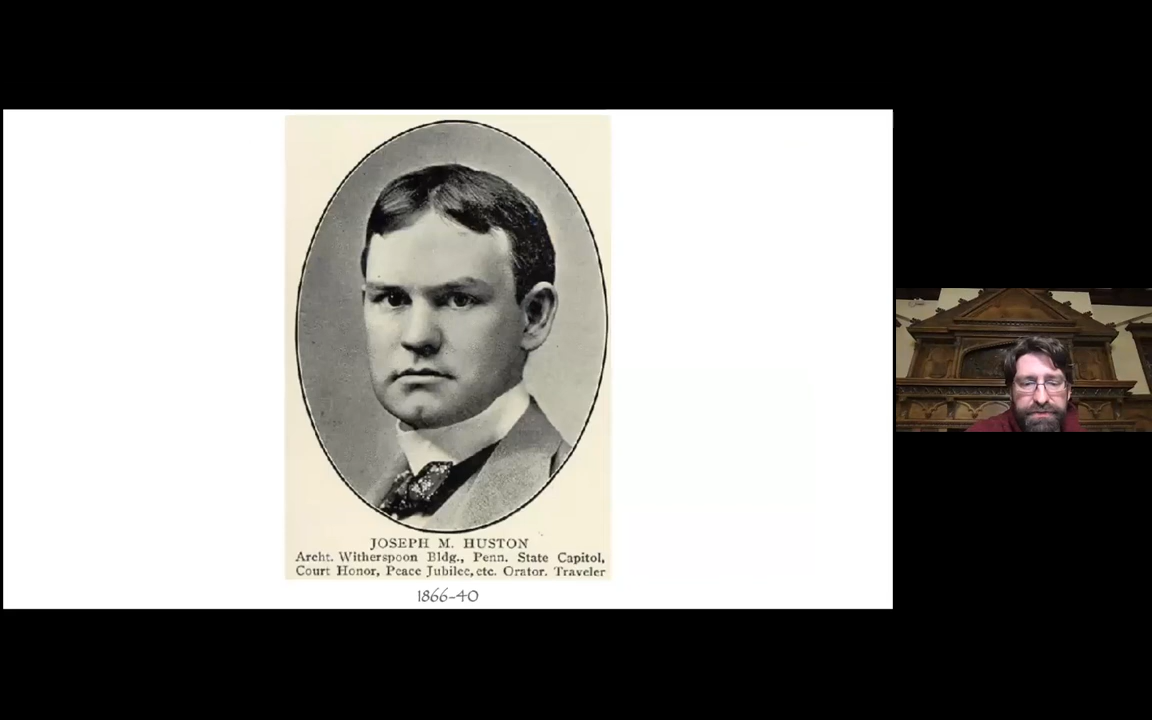 JOSEPH M. HUSTON
Archt. Witherspoon Bldg., Penn. State Capitol,
Court Honor, Peace Jubilee, etc. Orator. Traveler
1866-40